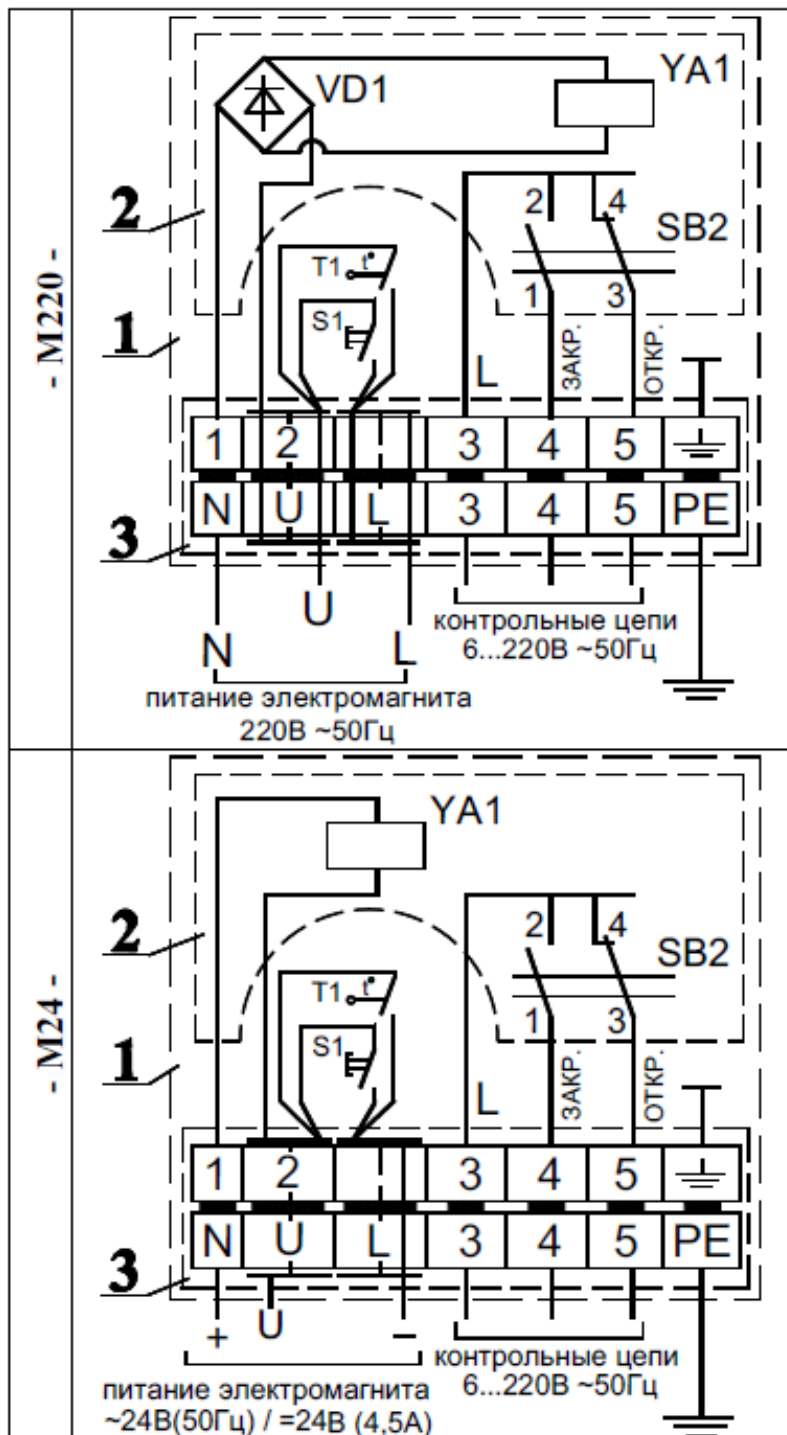 - М220 -
VD1
YA1
2
2
4
SB2
T1
t°
1
3
1
S1
L
ЗАКР.
ОТКР.
1
2
3
4
5
N
U
L
3
4
5
PE
3
U
N
L
контрольные цепи
6...220В ~50Гц
питание электромагнита
220В ~50Гц
- М24 -
YA1
2
2
4
SB2
T1
t°
1
3
1
S1
L
ЗАКР.
ОТКР.
1
2
3
4
5
N
U
L
3
4
5
PE
3
+
U
–
контрольные цепи
6...220В ~50Гц
питание электромагнита
~24В(50Гц) / =24В (4,5А)